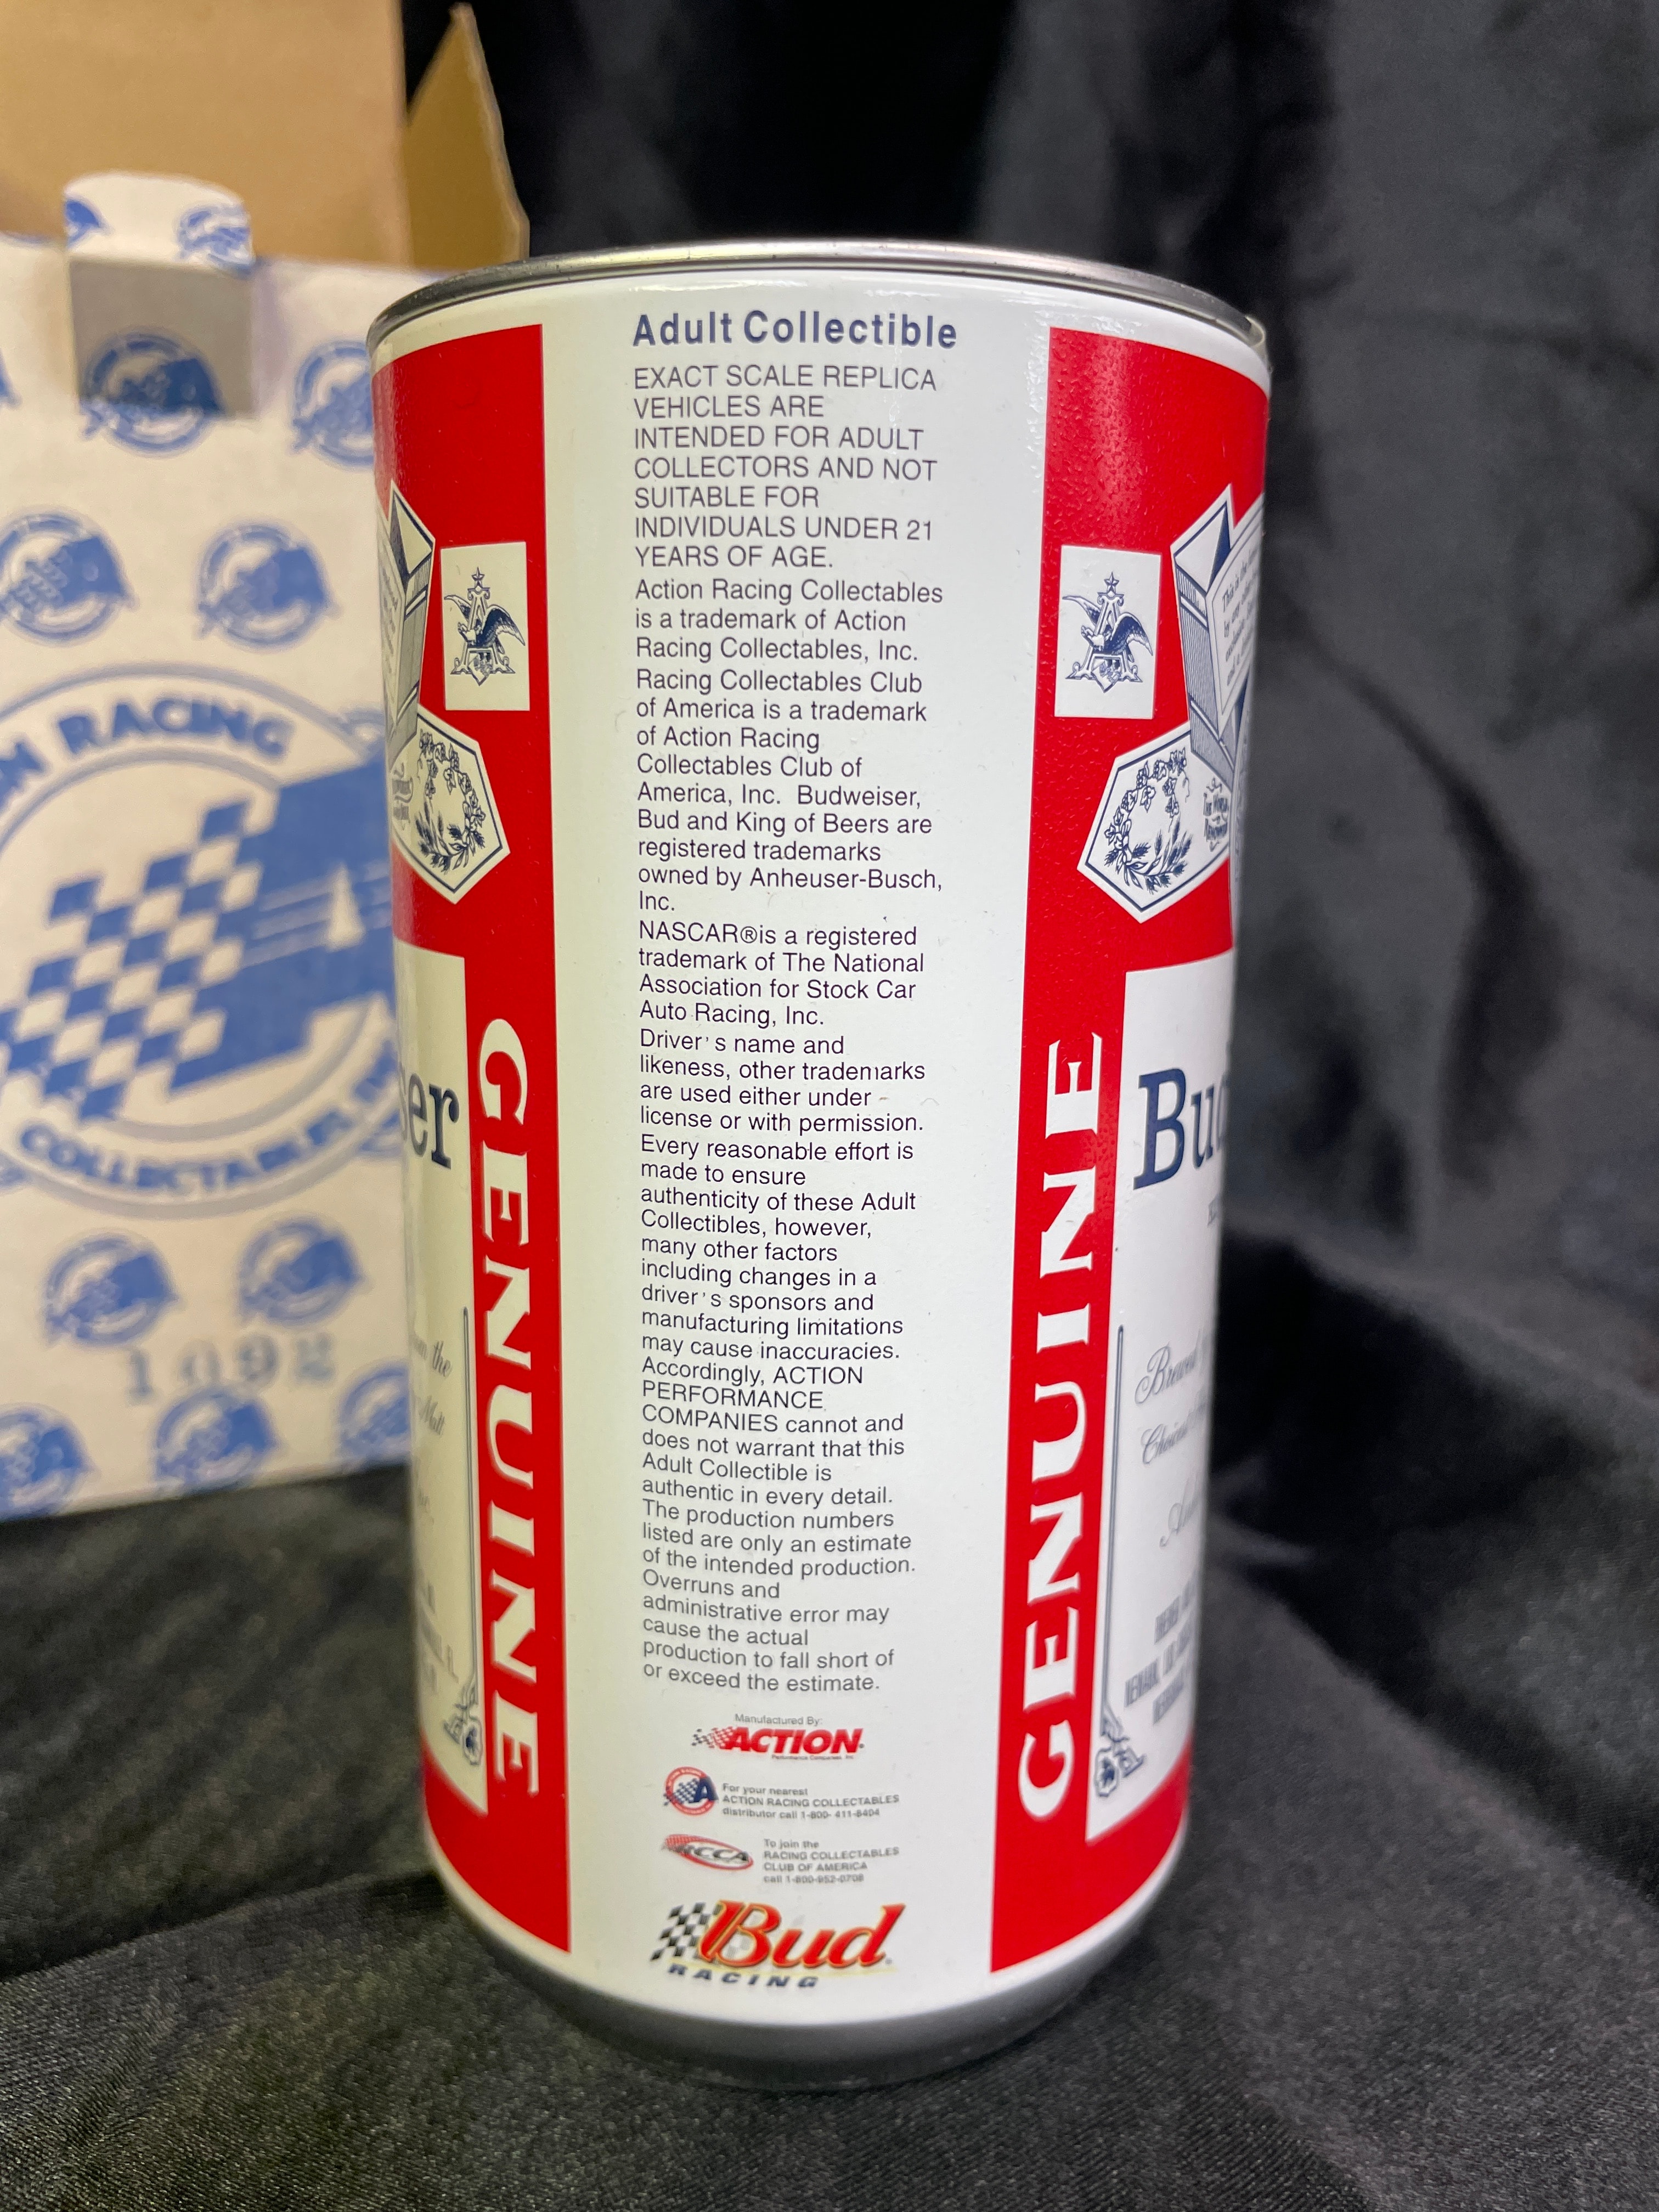 Adult Collectible
EXACT SCALE REPLICA
VEHICLES ARE
INTENDED FOR ADULT
COLLECTORS AND NOT
SUITABLE FOR
INDIVIDUALS UNDER 21
YEARS OF AGE.
Action Racing Collectables
is a trademark of Action
Racing Collectables, Inc.
Racing Collectables Club
of America is a trademark
of Action Racing
Collectables Club of
America, Inc. Budweiser,
Bud and King of Beers are
registered trademarks
owned by Anheuser-Busch,
Inc.
NASCAR®is a registered
trademark of The National
Association for Stock Car
Auto Racing, Inc.
Driver's name and
likeness, other trademarks
are used either under
license or with permission.
Every reasonable effort is
made to ensure
authenticity of these Adult
Collectibles, however,
many other factors
including changes in a
driver's sponsors and
manufacturing limitations
may cause inaccuracies.
Accordingly, ACTION
PERFORMANCE
COMPANIES cannot and
does not warrant that this
Adult Collectible is
authentic in every detail.
The production numbers
listed are only an estimate
of the intended production.
Overruns and
administrative error may
cause the actual
production to fall short of
or exceed the estimate.
Manufactured By:
ACTION
Performance Companies, Inc.
For your nearest
ACTION RACING COLLECTABLES
distributor call 1-800- 411-8404
RCCA
To join the
RACING COLLECTABLES
CLUB OF AMERICA
call 1-800-952-0708
Bud
RACING
GENUINE
GENUINE
ser
Bud
Brewed
RACING
COLLECTABLES